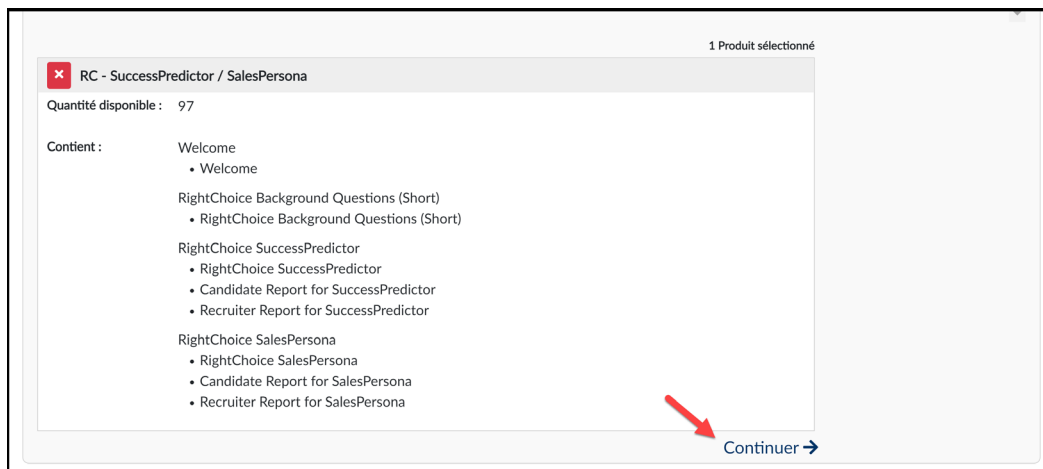 1 Produit sélectionné
RC - SuccessPredictor / SalesPersona
Quantité disponible : 97
Contient : Welcome
• Welcome
RightChoice Background Questions (Short)
• RightChoice Background Questions (Short)
RightChoice SuccessPredictor
• RightChoice SuccessPredictor
• Candidate Report for SuccessPredictor
• Recruiter Report for SuccessPredictor
RightChoice SalesPersona
• RightChoice SalesPersona
• Candidate Report for SalesPersona
• Recruiter Report for SalesPersona
Continuer →